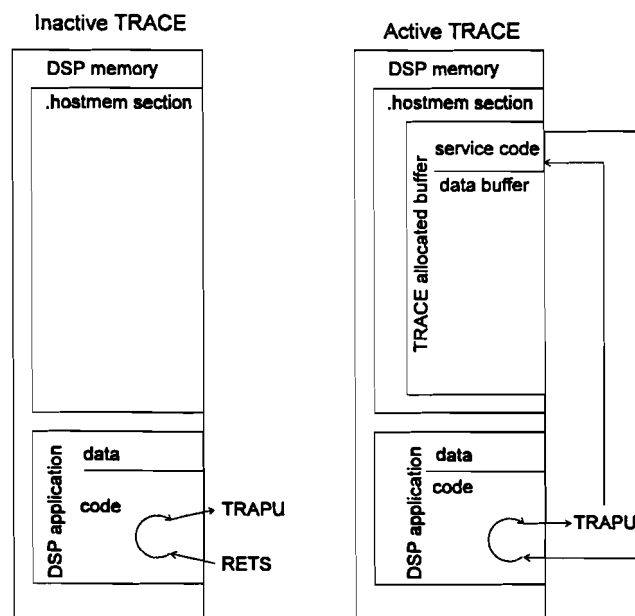 Inactive TRACE
DSP memory
.hostmem section
DSP application
data
code
TRAPU
RETS
Active TRACE
DSP memory
.hostmem section
TRACE allocated buffer
service code
data buffer
DSP application
data
code
TRAPU